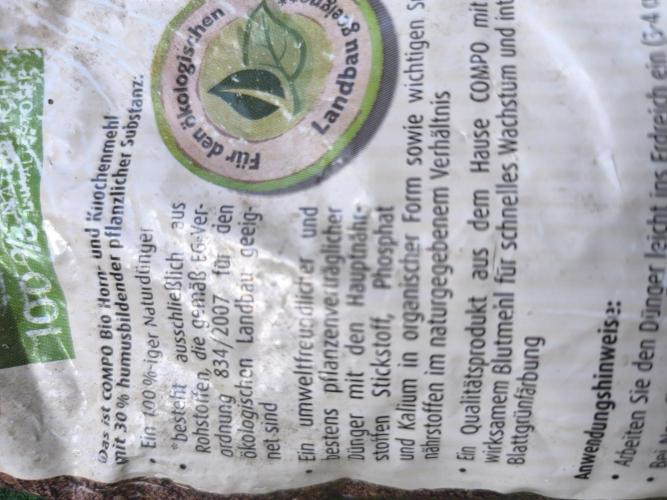 100%
Für den ökologischen
Landbau geeignet*
Das ist COMPO Bio Horn- und Knochenmehl
mit 30 % humusbildender pflanzlicher Substanz:
• Ein 100%-iger Naturdünger
*besteht ausschließlich aus
Rohstoffen, die gemäß EG-Ver-
ordnung 834/2007 für den
ökologischen Landbau geeig-
net sind
• Ein umweltfreundlicher und
bestens pflanzenverträglicher
Dünger mit den Hauptnähr-
stoffen Stickstoff, Phosphat
und Kalium in organischer Form sowie wichtigen
nährstoffen im naturgegebenem Verhältnis
• Ein Qualitätsprodukt aus dem Hause COMPO mit
wirksamem Blutmehl für schnelles Wachstum und
Blattgrünfärbung
Anwendungshinweise:
• Arbeiten Sie den Dünger leicht ins Erdreich ein